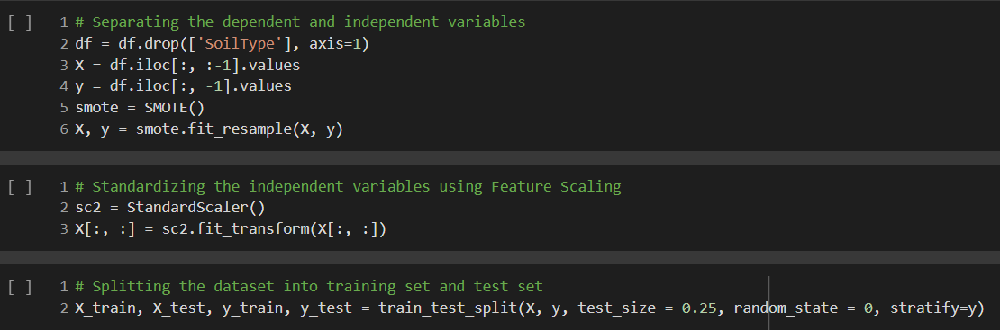 [ ] 1 # Separating the dependent and independent variables
2 df = df.drop(['SoilType'], axis=1)
3 X = df.iloc[:, :-1].values
4 y = df.iloc[:, -1].values
5 smote = SMOTE()
6 X, y = smote.fit_resample(X, y)
[ ] 1 # Standardizing the independent variables using Feature Scaling
2 sc2 = StandardScaler()
3 X[:, :] = sc2.fit_transform(X[:, :])
[ ] 1 # Splitting the dataset into training set and test set
2 X_train, X_test, y_train, y_test = train_test_split(X, y, test_size = 0.25, random_state = 0, stratify=y)